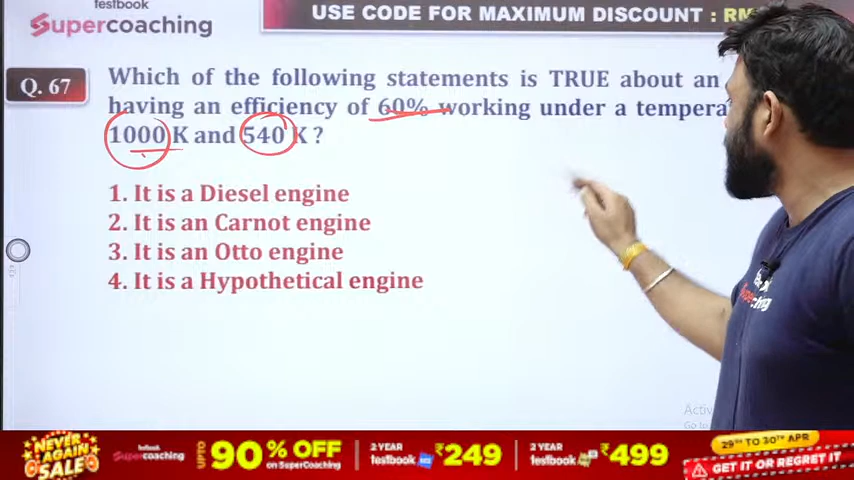 testbook
Supercoaching
USE CODE FOR MAXIMUM DISCOUNT : RM
Q. 67
Which of the following statements is TRUE about an
having an efficiency of 60% working under a tempera
1000 K and 540 K ?
1. It is a Diesel engine
2. It is an Carnot engine
3. It is an Otto engine
4. It is a Hypothetical engine
NEVER AGAIN SALE
testbook
Supercoaching
UPTO 90% OFF
on SuperCoaching
2 YEAR
testbook
₹249
2 YEAR
testbook
₹499
29TH TO 30TH APR
GET IT OR REGRET IT